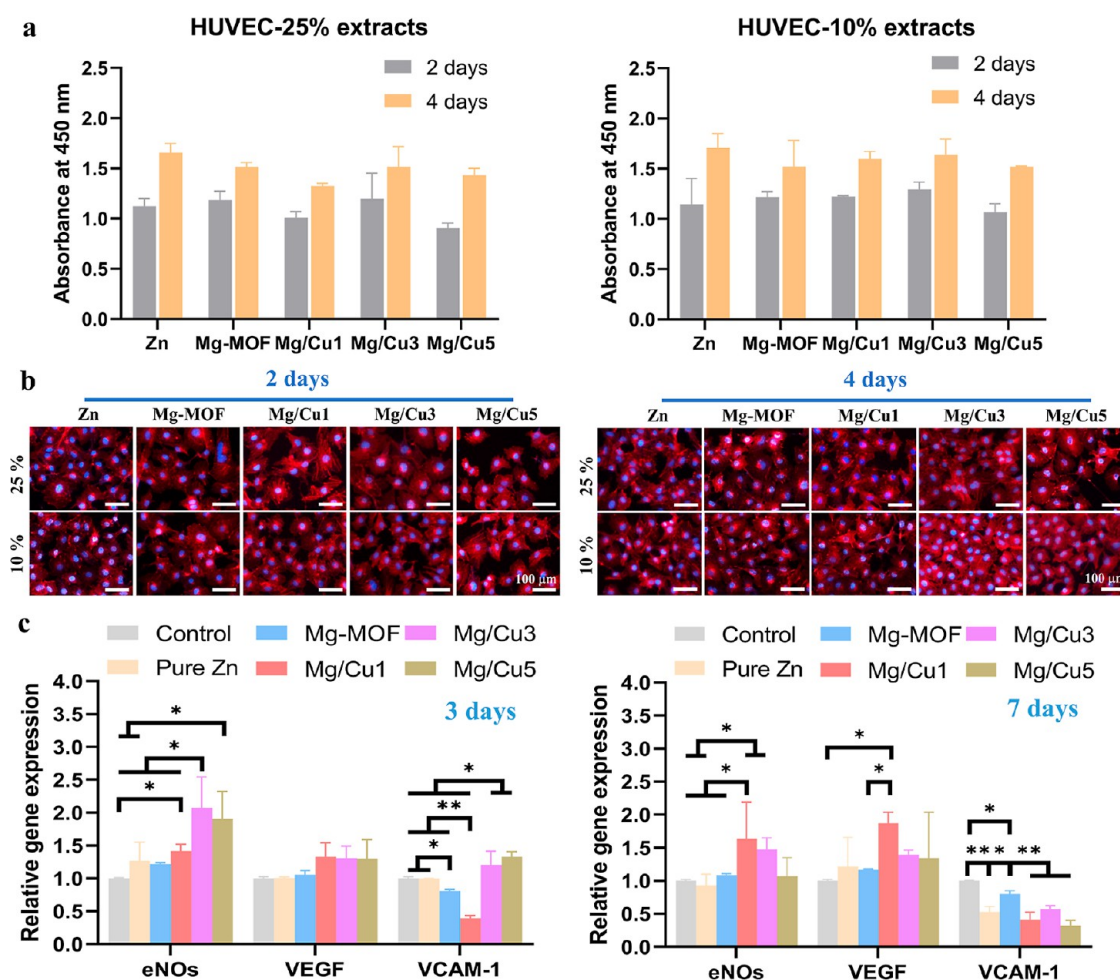 a
HUVEC-25% extracts
Absorbance at 450 nm
2.5
2.0
1.5
1.0
0.5
0.0
2 days
4 days
Zn Mg-MOF Mg/Cu1 Mg/Cu3 Mg/Cu5
HUVEC-10% extracts
Absorbance at 450 nm
2.5
2.0
1.5
1.0
0.5
0.0
2 days
4 days
Zn Mg-MOF Mg/Cu1 Mg/Cu3 Mg/Cu5
b
2 days
Zn Mg-MOF Mg/Cu1 Mg/Cu3 Mg/Cu5
25 %
10 %
100 μm
4 days
Zn Mg-MOF Mg/Cu1 Mg/Cu3 Mg/Cu5
25 %
10 %
100 μm
c
Control Mg-MOF Mg/Cu3
Pure Zn Mg/Cu1 Mg/Cu5
Relative gene expression
4.0
3.5
3.0
2.5
2.0
1.5
1.0
0.5
0.0
3 days
*
*
*
*
**
*
eNOs VEGF VCAM-1
Control Mg-MOF Mg/Cu3
Pure Zn Mg/Cu1 Mg/Cu5
Relative gene expression
4.0
3.5
3.0
2.5
2.0
1.5
1.0
0.5
0.0
7 days
*
*
*
*
*
*** **
eNOs VEGF VCAM-1